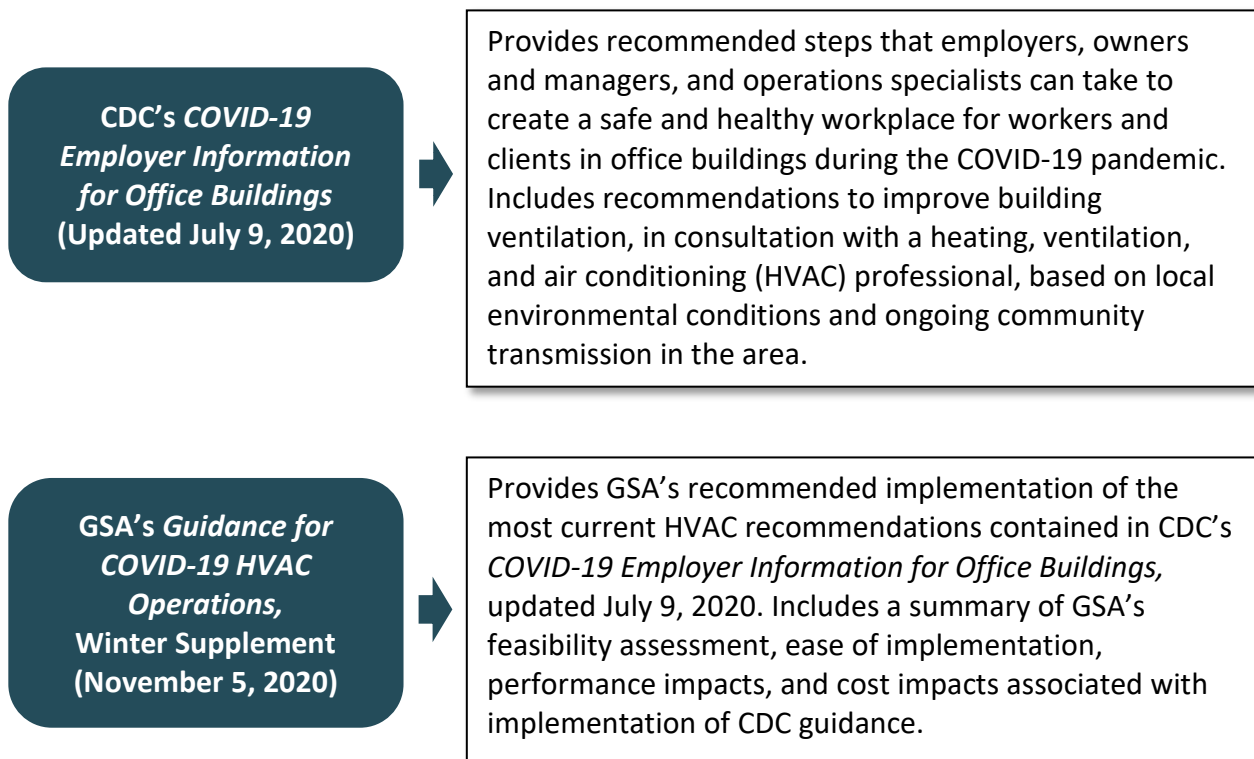 CDC’s COVID-19
Employer Information
for Office Buildings
(Updated July 9, 2020)
Provides recommended steps that employers, owners
and managers, and operations specialists can take to
create a safe and healthy workplace for workers and
clients in office buildings during the COVID-19 pandemic.
Includes recommendations to improve building
ventilation, in consultation with a heating, ventilation,
and air conditioning (HVAC) professional, based on local
environmental conditions and ongoing community
transmission in the area.
GSA’s Guidance for
COVID-19 HVAC
Operations,
Winter Supplement
(November 5, 2020)
Provides GSA’s recommended implementation of the
most current HVAC recommendations contained in CDC’s
COVID-19 Employer Information for Office Buildings,
updated July 9, 2020. Includes a summary of GSA’s
feasibility assessment, ease of implementation,
performance impacts, and cost impacts associated with
implementation of CDC guidance.